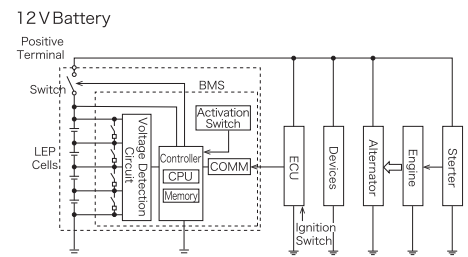 12V Battery
Positive
Terminal
Switch
BMS
Activation
Switch
LEP
Cells
Voltage Detection
Circuit
Controller
CPU
Memory
COMM
ECU
Devices
Alternator
Engine
Sterter
Ignition
Switch